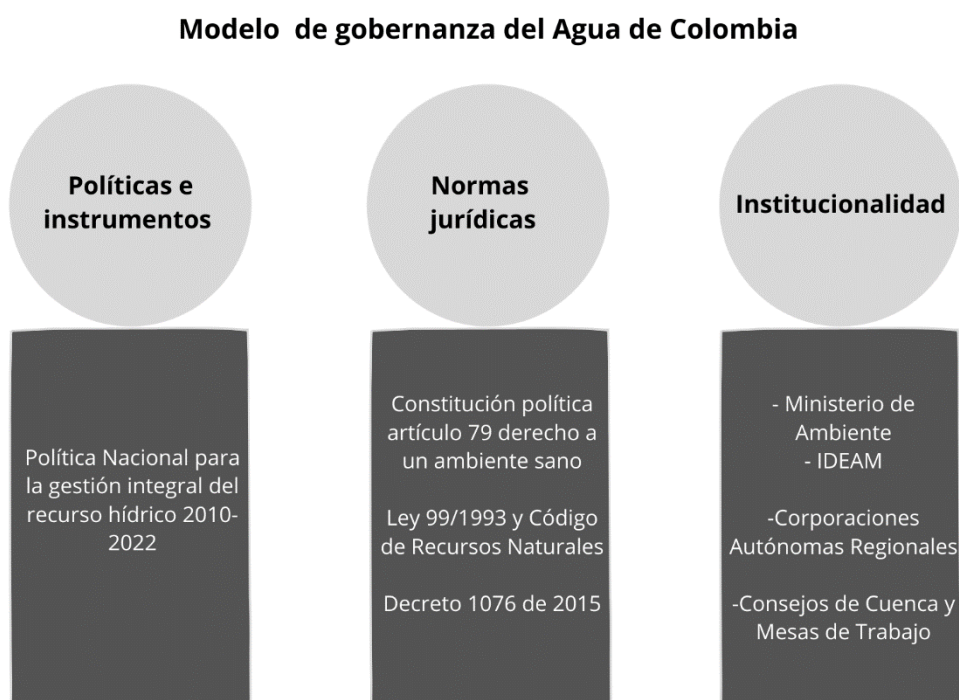 Modelo de gobernanza del Agua de Colombia
Políticas e
instrumentos
Política Nacional para
la gestión integral del
recurso hídrico 2010-
2022
Normas
jurídicas
Constitución política
artículo 79 derecho a
un ambiente sano
Ley 99/1993 y Código
de Recursos Naturales
Decreto 1076 de 2015
Institucionalidad
- Ministerio de
Ambiente
- IDEAM
-Corporaciones
Autónomas Regionales
-Consejos de Cuenca y
Mesas de Trabajo